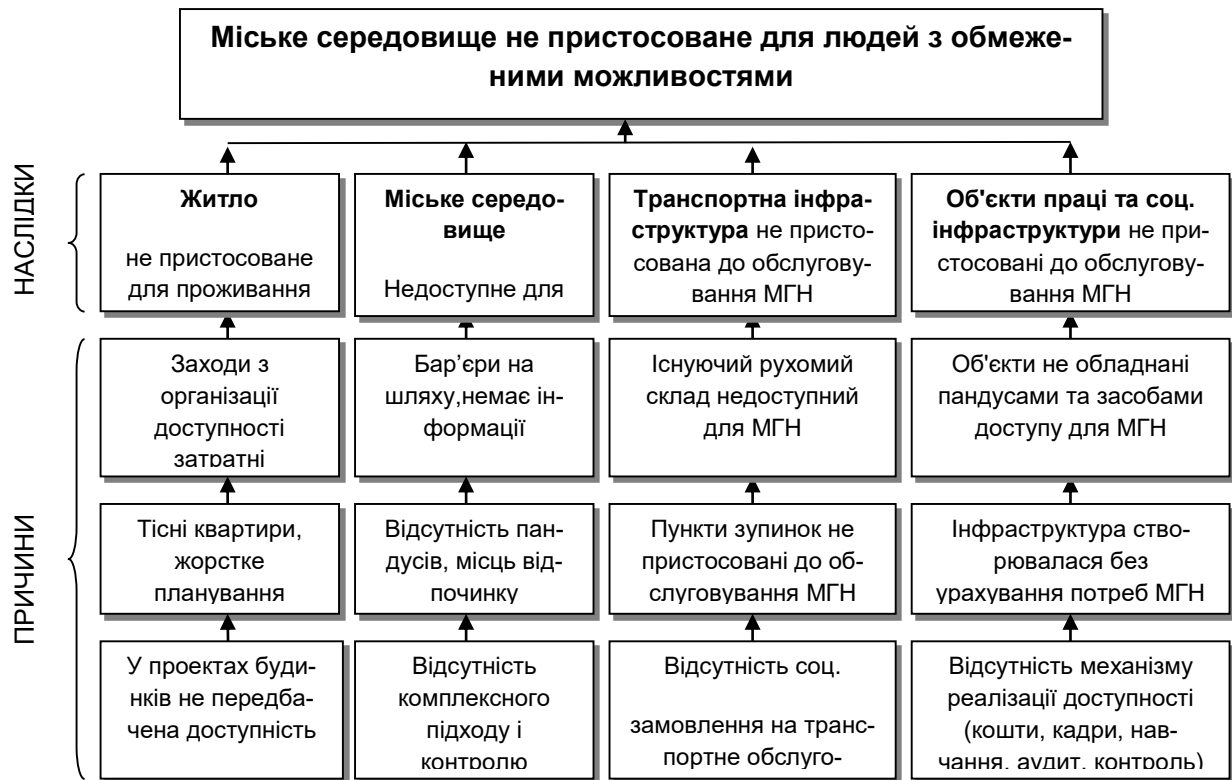 Міське середовище не пристосоване для людей з обмеже-
ними можливостями
НАСЛІДКИ
Житло
не пристосоване
для проживання
Міське середо-
вище
Недоступне для
Транспортна інфра-
структура не присто-
сована до обслугову-
вання МГН
Об'єкти праці та соц.
інфраструктури не при-
стосовані до обслугову-
вання МГН
ПРИЧИНИ
Заходи з
організації
доступності
затратні
Бар’єри на
шляху,немає ін-
формації
Існуючий рухомий
склад недоступний
для МГН
Об'єкти не обладнані
пандусами та засобами
доступу для МГН
Тісні квартири,
жорстке
планування
Відсутність пан-
дусів, місць від-
починку
Пункти зупинок не
пристосовані до об-
слуговування МГН
Інфраструктура ство-
рювалася без
урахування потреб МГН
У проектах буди-
нків не передба-
чена доступність
Відсутність
комплексного
підходу і
контролю
Відсутність соц.
замовлення на транс-
портне обслуго-
Відсутність механізму
реалізації доступності
(кошти, кадри, нав-
чання, аудит, контроль)